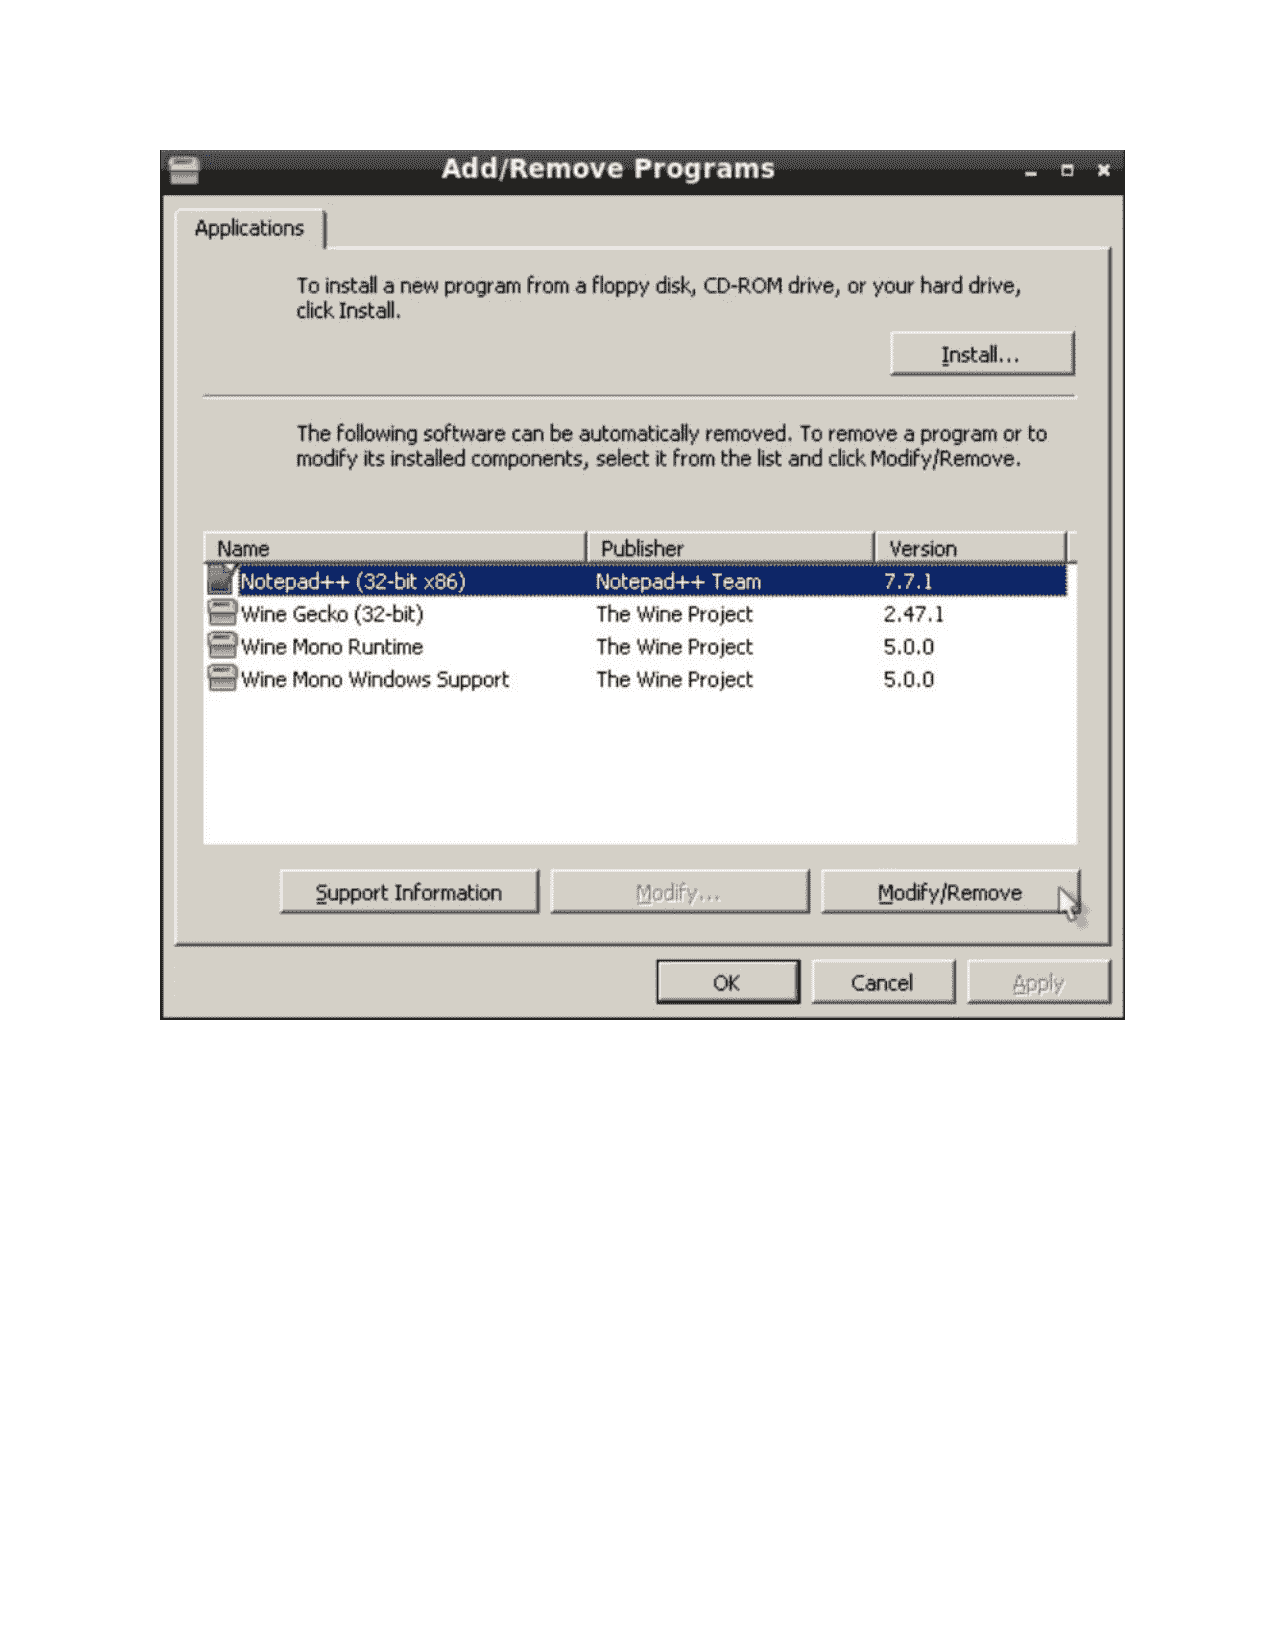 Add/Remove Programs
Applications
To install a new program from a floppy disk, CD-ROM drive, or your hard drive,
click Install.
Install...
The following software can be automatically removed. To remove a program or to
modify its installed components, select it from the list and click Modify/Remove.
Name Publisher Version
Notepad++ (32-bit x86) Notepad++ Team 7.7.1
Wine Gecko (32-bit) The Wine Project 2.47.1
Wine Mono Runtime The Wine Project 5.0.0
Wine Mono Windows Support The Wine Project 5.0.0
Support Information Modify... Modify/Remove
OK Cancel Apply